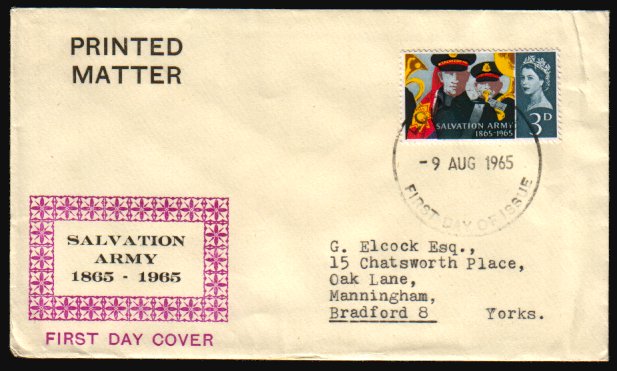 PRINTED
MATTER
SALVATION ARMY
1865-1965
3D
-9 AUG 1965
FIRST DAY OF ISSUE
SALVATION
ARMY
1865 - 1965
FIRST DAY COVER
G. Elcock Esq.,
15 Chatsworth Place,
Oak Lane,
Manningham,
Bradford 8 Yorks.